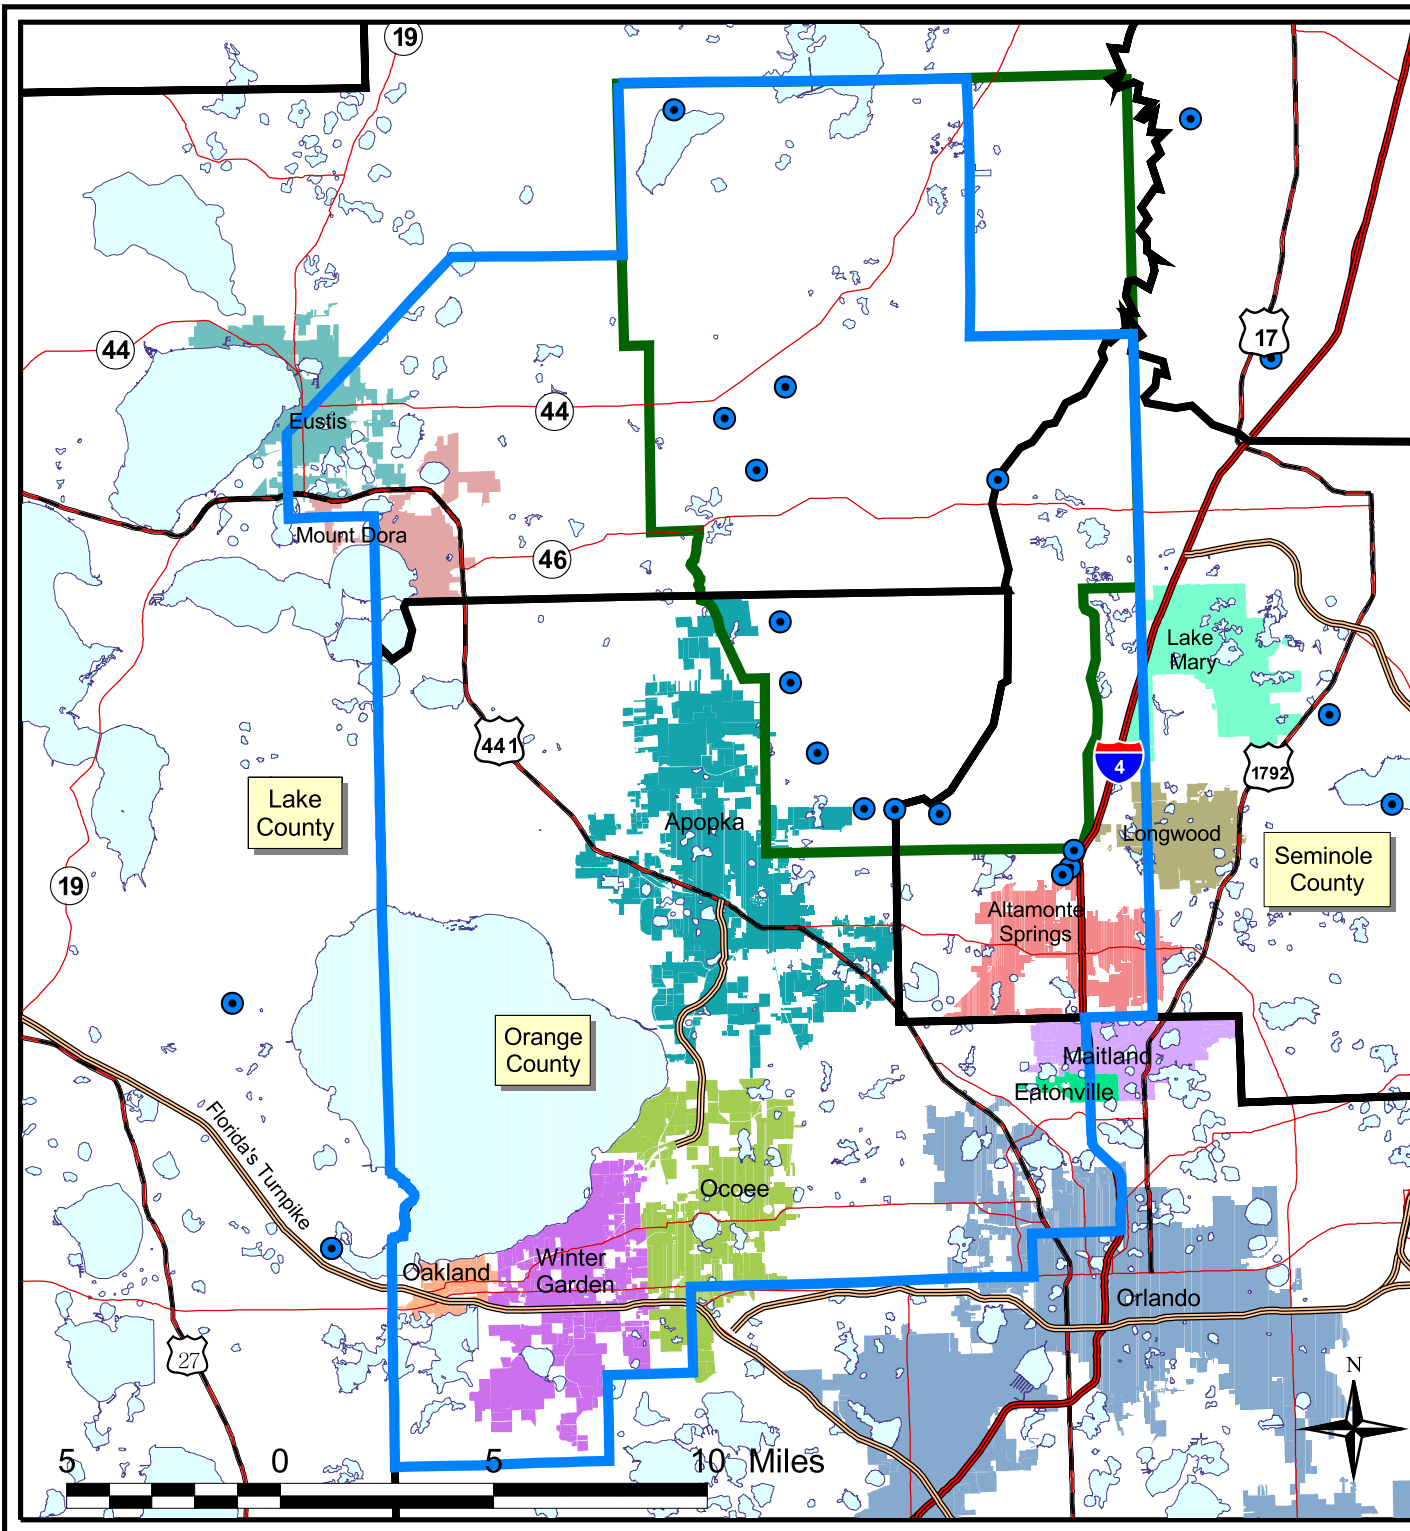 19
17
44
44
Eustis
Mount Dora
46
Lake
Mary
441
4
1792
Lake
County
Apopka
Longwood
Seminole
County
19
Altamonte
Springs
Orange
County
Maitland
Eatonville
Florida's Turnpike
Ocoee
Winter
Garden
Oakland
Orlando
27
N
5 0 5 10 Miles